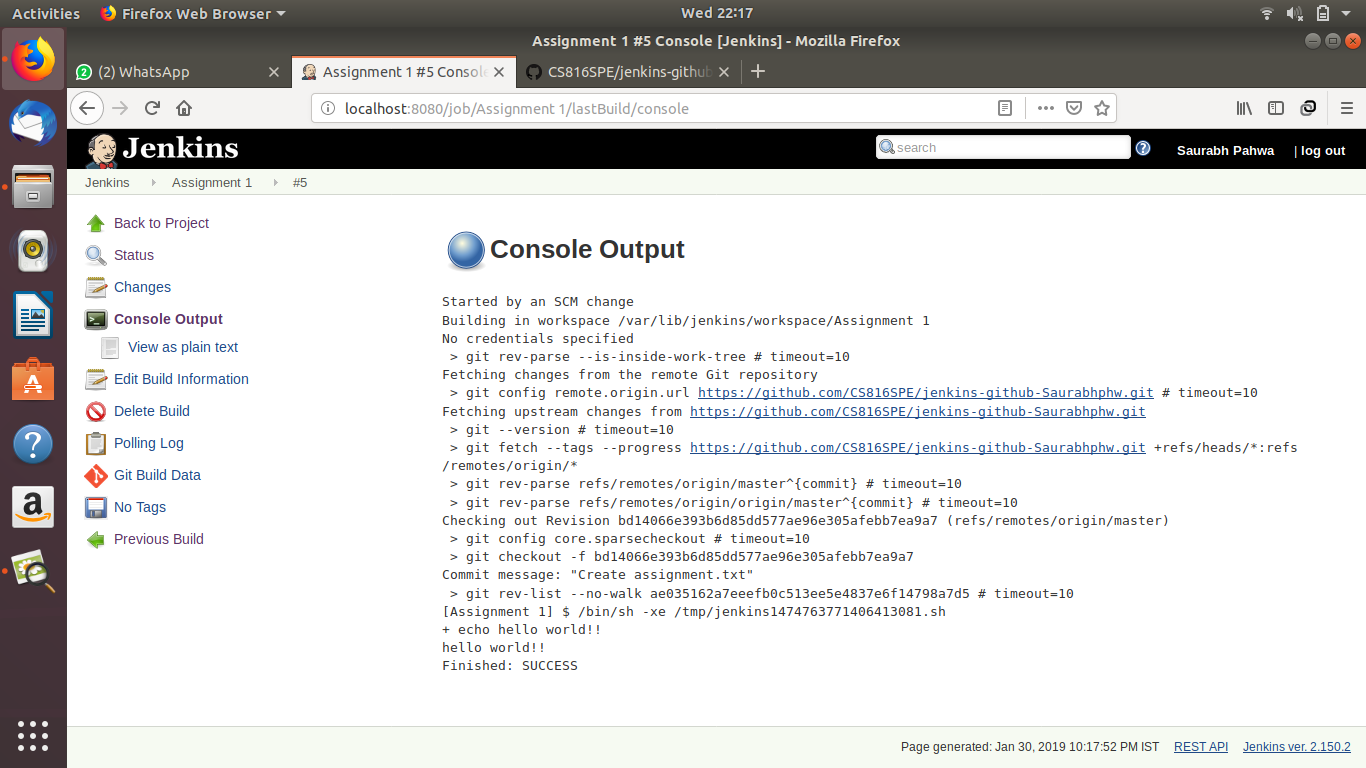 Activities
Firefox Web Browser
Wed 22:17
Assignment 1 #5 Console [Jenkins] - Mozilla Firefox
(2) WhatsApp
Assignment 1 #5 Console
CS816SPE/jenkins-github
localhost:8080/job/Assignment 1/lastBuild/console
Jenkins
search
Saurabh Pahwa
| log out
Jenkins
Assignment 1
#5
Back to Project
Status
Changes
Console Output
View as plain text
Edit Build Information
Delete Build
Polling Log
Git Build Data
No Tags
Previous Build
Console Output
Started by an SCM change
Building in workspace /var/lib/jenkins/workspace/Assignment 1
No credentials specified
 > git rev-parse --is-inside-work-tree # timeout=10
Fetching changes from the remote Git repository
 > git config remote.origin.url https://github.com/CS816SPE/jenkins-github-Saurabhphw.git # timeout=10
Fetching upstream changes from https://github.com/CS816SPE/jenkins-github-Saurabhphw.git
 > git --version # timeout=10
 > git fetch --tags --progress https://github.com/CS816SPE/jenkins-github-Saurabhphw.git +refs/heads/*:refs
/remotes/origin/*
 > git rev-parse refs/remotes/origin/master^{commit} # timeout=10
 > git rev-parse refs/remotes/origin/origin/master^{commit} # timeout=10
Checking out Revision bd14066e393b6d85dd577ae96e305afebb7ea9a7 (refs/remotes/origin/master)
 > git config core.sparsecheckout # timeout=10
 > git checkout -f bd14066e393b6d85dd577ae96e305afebb7ea9a7
Commit message: "Create assignment.txt"
 > git rev-list --no-walk ae035162a7eeefb0c513ee5e4837e6f14798a7d5 # timeout=10
[Assignment 1] $ /bin/sh -xe /tmp/jenkins1474763771406413081.sh
+ echo hello world!!
hello world!!
Finished: SUCCESS
Page generated: Jan 30, 2019 10:17:52 PM IST
REST API
Jenkins ver. 2.150.2